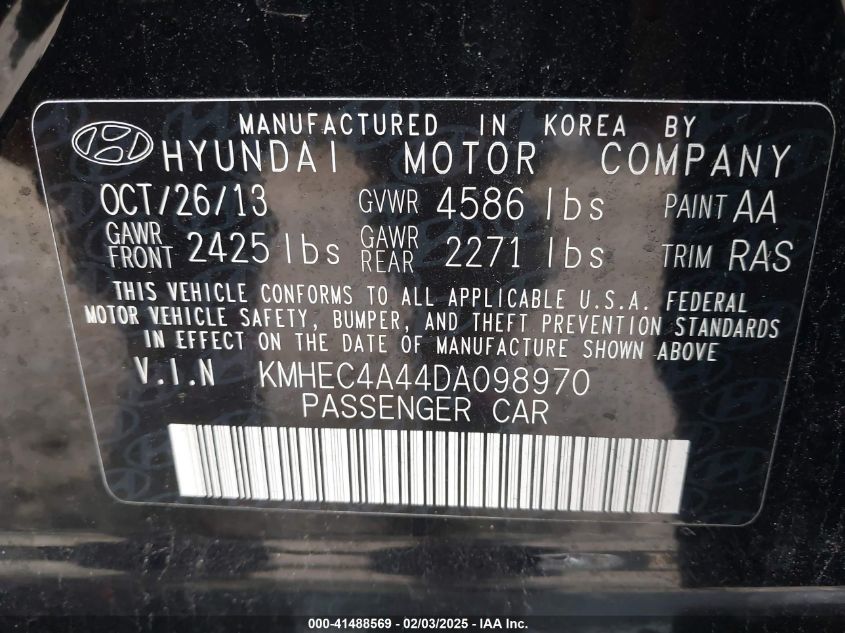 MANUFACTURED IN KOREA BY
HYUNDAI MOTOR COMPANY
OCT/26/13 GVWR 4586 lbs PAINT AA
GAWR FRONT 2425 lbs GAWR REAR 2271 lbs TRIM RAS
THIS VEHICLE CONFORMS TO ALL APPLICABLE U.S.A. FEDERAL
MOTOR VEHICLE SAFETY, BUMPER, AND THEFT PREVENTION STANDARDS
IN EFFECT ON THE DATE OF MANUFACTURE SHOWN ABOVE
V.I.N KMHEC4A44DA098970
PASSENGER CAR
000-41488569 - 02/03/2025 - IAA Inc.